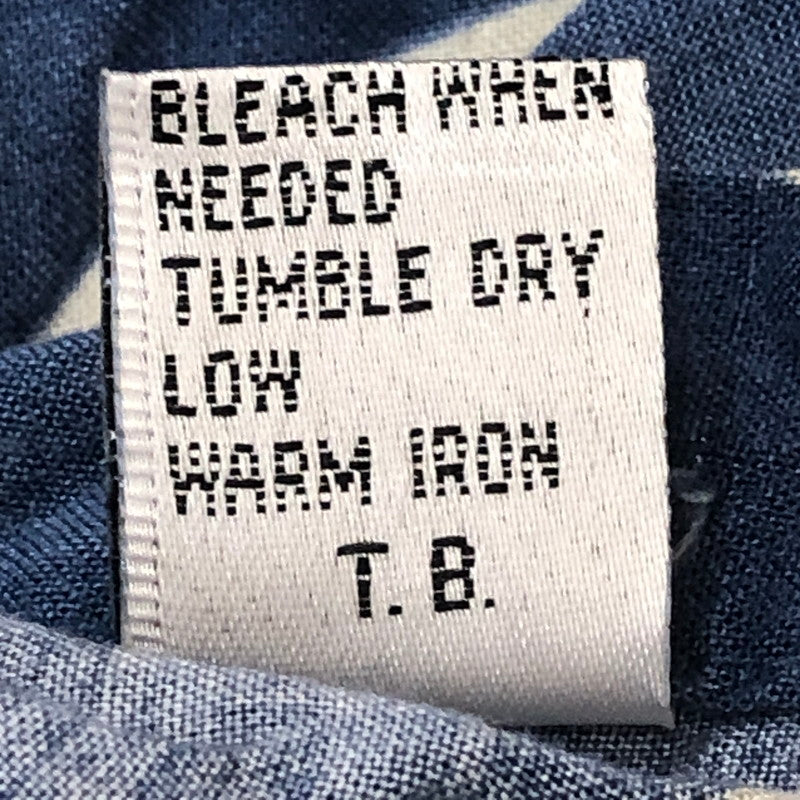 BLEACH WHEN
NEEDED
TUMBLE DRY
LOW
WARM IRON
T. B.